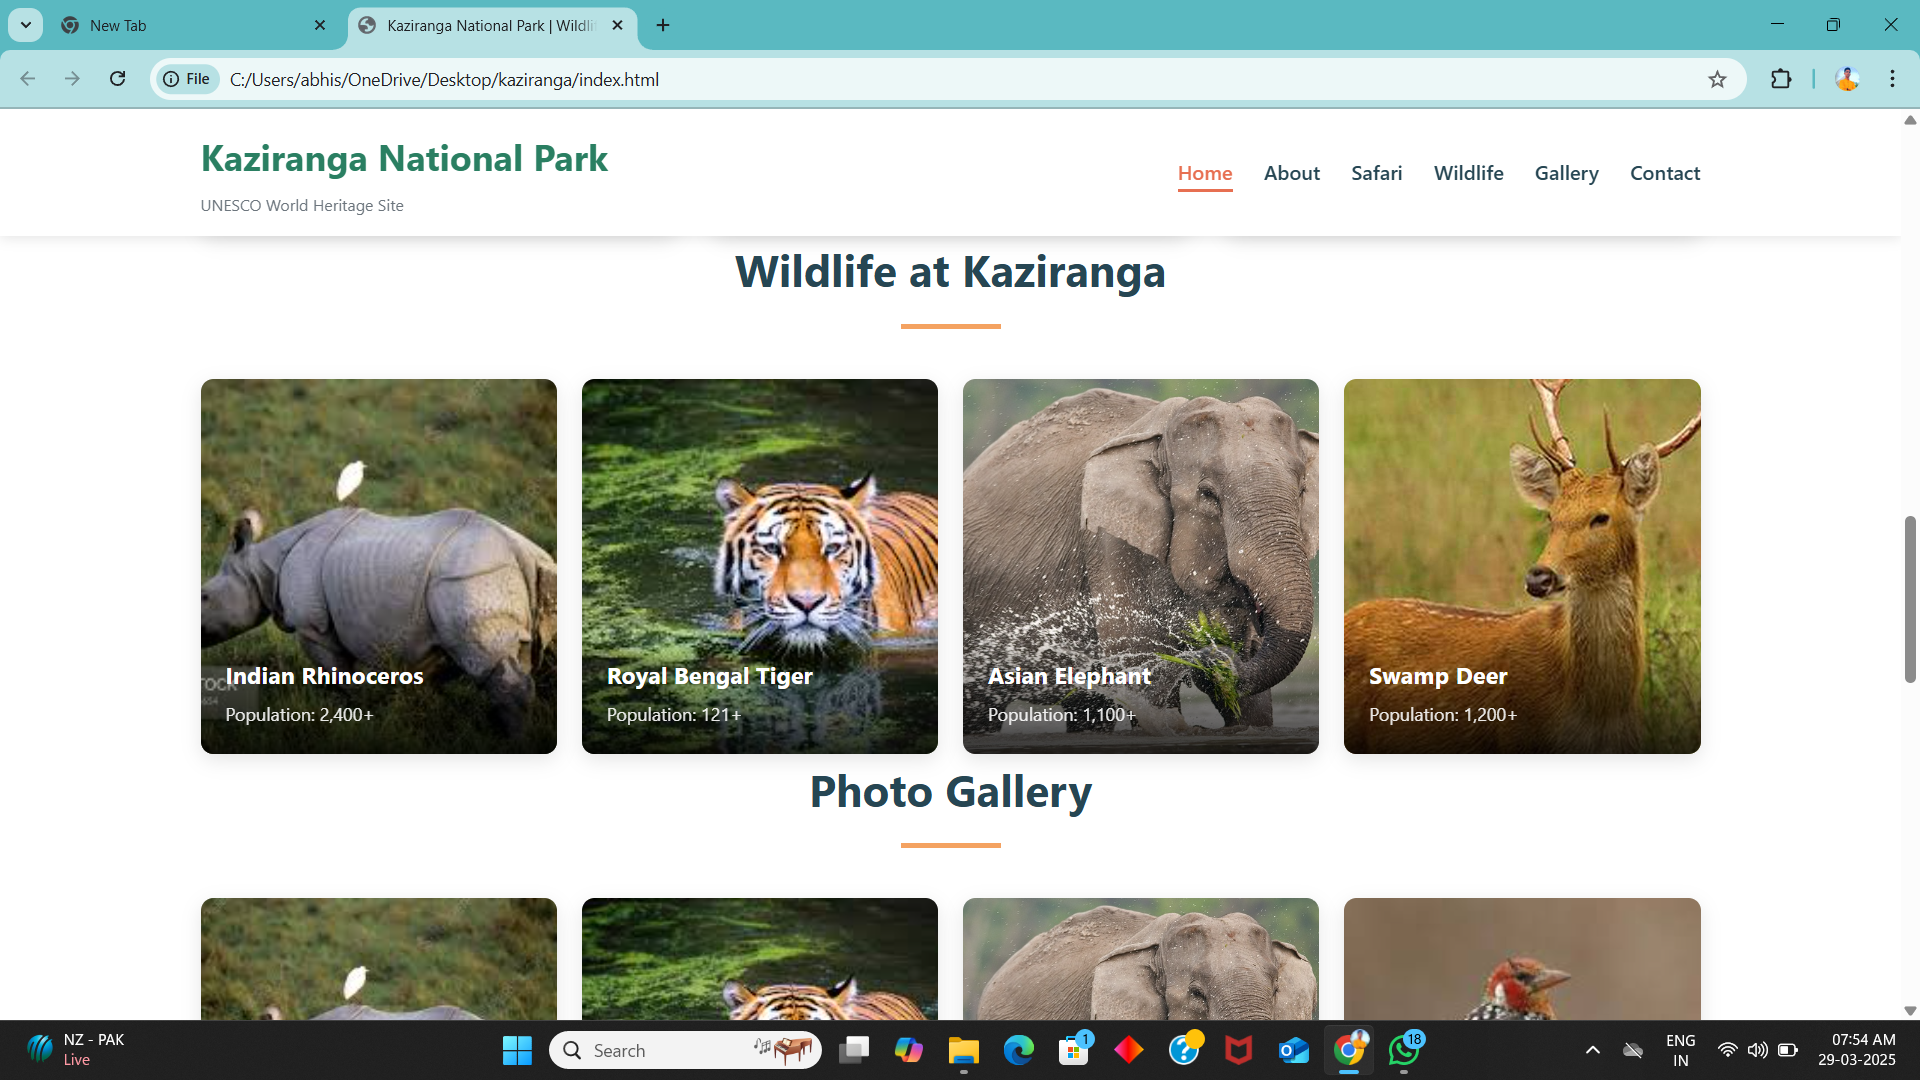 New Tab
Kaziranga National Park | Wildli
File
C:/Users/abhis/OneDrive/Desktop/kaziranga/index.html
Kaziranga National Park
UNESCO World Heritage Site
Home About Safari Wildlife Gallery Contact
Wildlife at Kaziranga
Indian Rhinoceros
Population: 2,400+
Royal Bengal Tiger
Population: 121+
Asian Elephant
Population: 1,100+
Swamp Deer
Population: 1,200+
Photo Gallery
NZ - PAK
Live
Search
1
18
ENG
IN
07:54 AM
29-03-2025